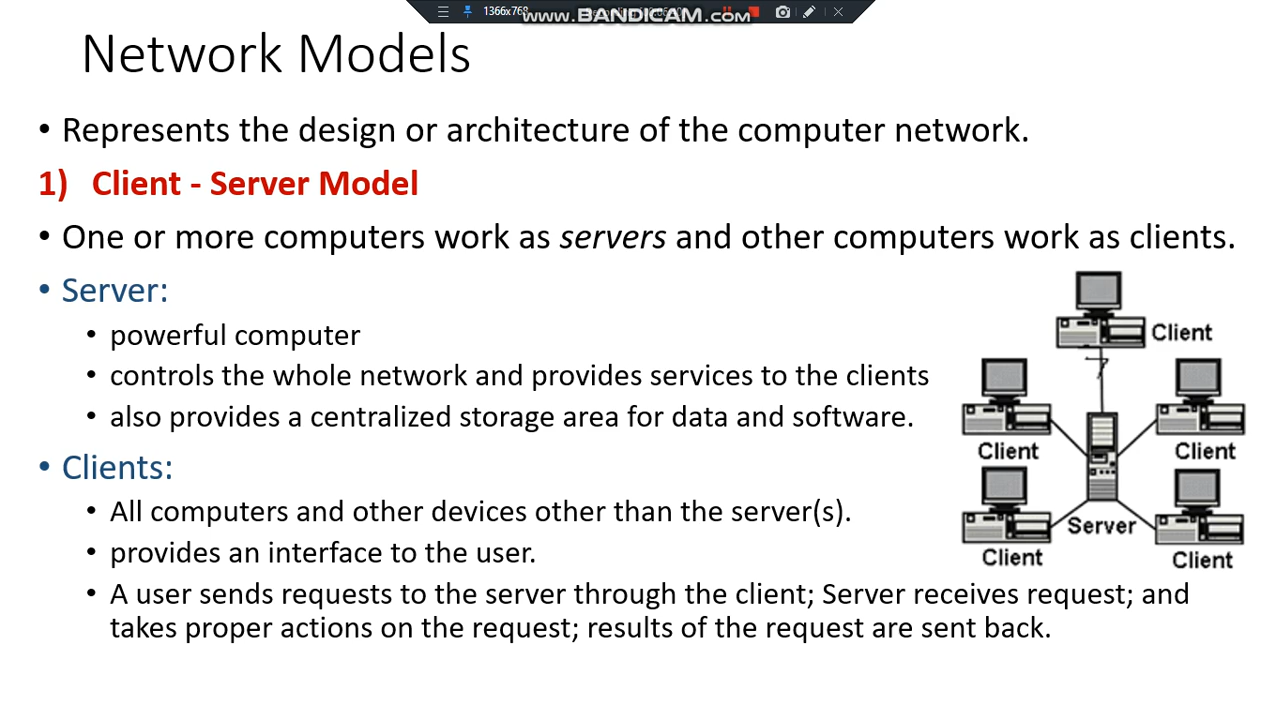 1366x768
www.BANDICAM.com
Network Models
• Represents the design or architecture of the computer network.
1) Client - Server Model
• One or more computers work as servers and other computers work as clients.
• Server:
• powerful computer
• controls the whole network and provides services to the clients
• also provides a centralized storage area for data and software.
• Clients:
• All computers and other devices other than the server(s).
• provides an interface to the user.
• A user sends requests to the server through the client; Server receives request; and
takes proper actions on the request; results of the request are sent back.
Client
Client
Client
Server
Client
Client